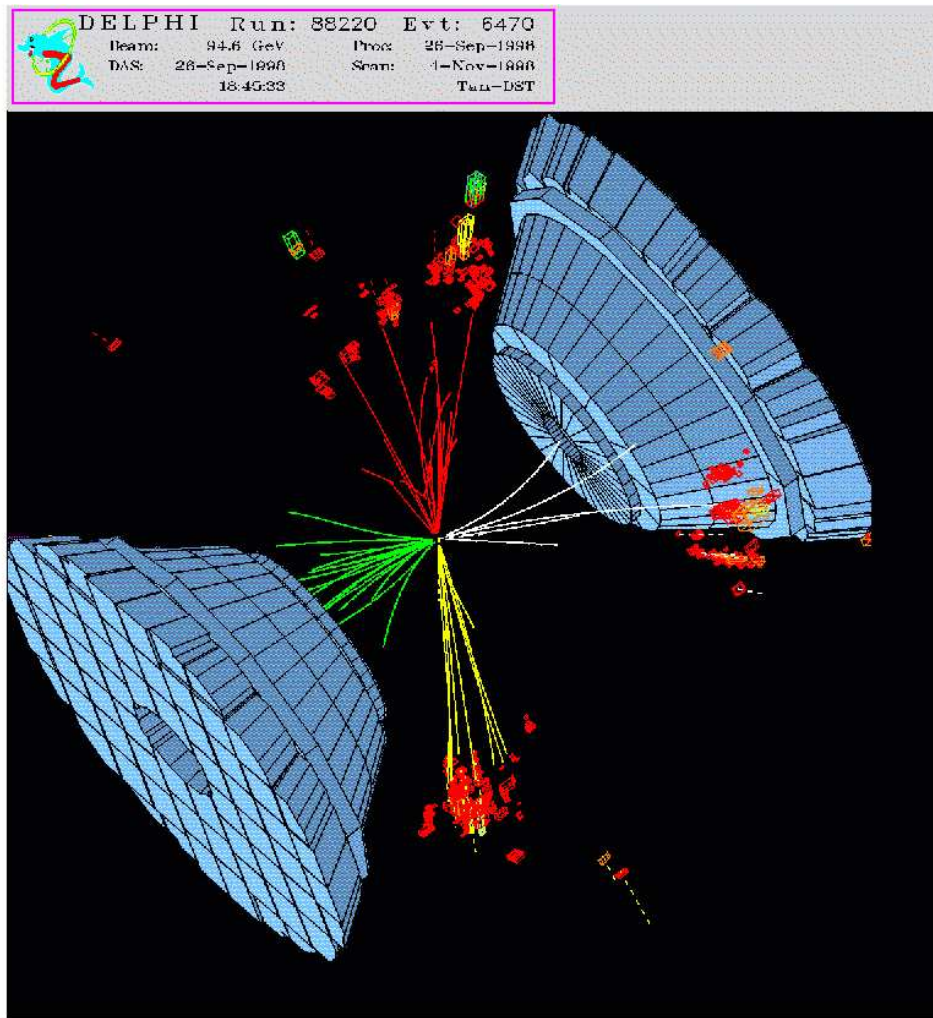 DELPHI Run: 88220 Evt: 6470
Beam: 94.6 GeV Proc: 26-Sep-1998
DAS: 26-Sep-1998 Scan: 4-Nov-1998
18:45:33 Tan-DST